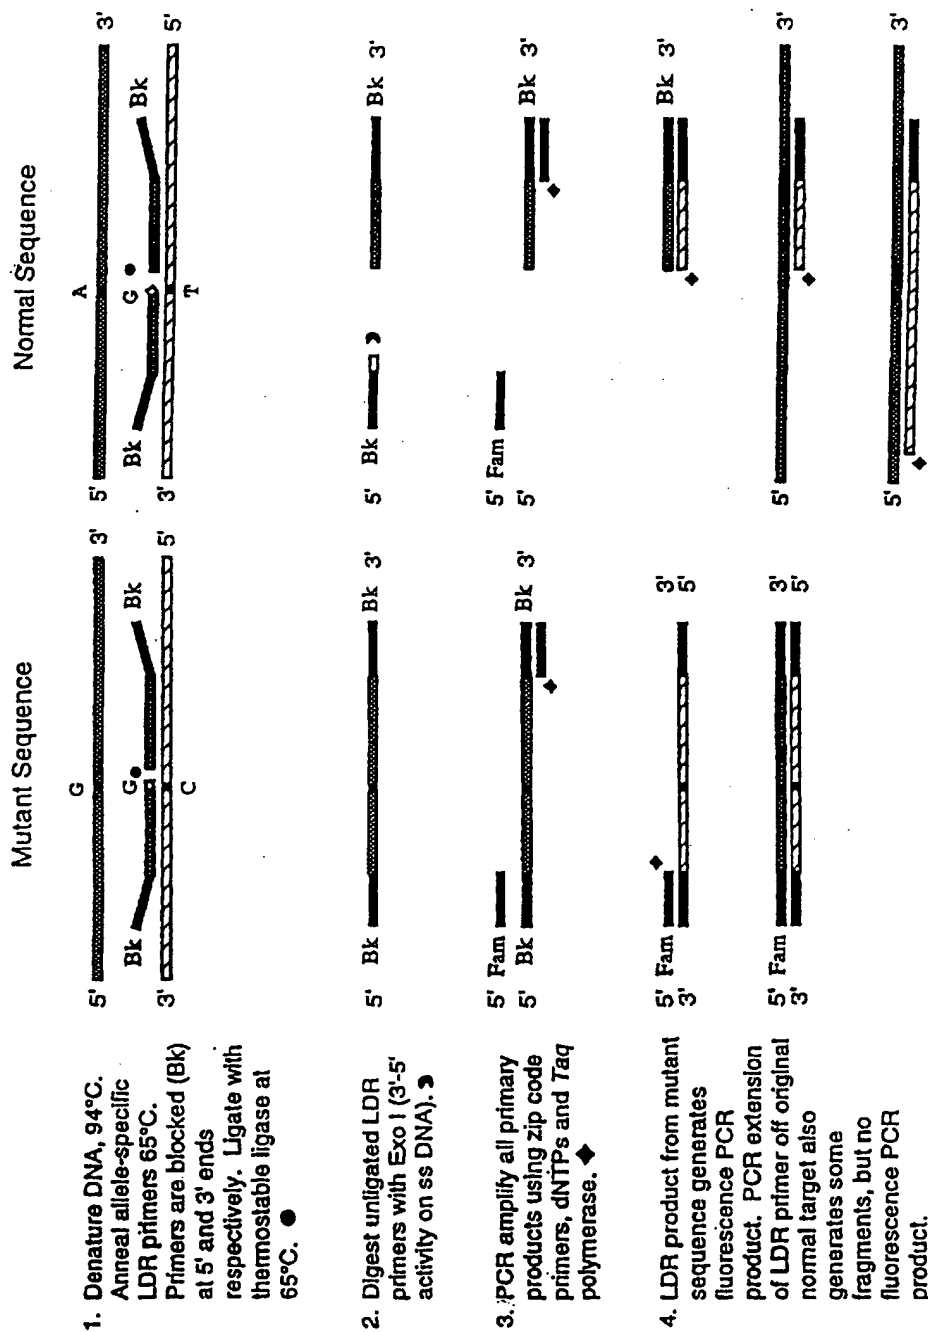 Mutant Sequence
Normal Sequence
1. Denature DNA, 94°C.
Anneal allele-specific
LDR primers 65°C.
Primers are blocked (Bk)
at 5' and 3' ends
respectively. Ligate with
thermostable ligase at
65°C. ●
5' G 3'
Bk G Bk
3' C 5'
5' A 3'
Bk G Bk
3' T 5'
2. Digest unligated LDR
primers with Exo I (3'-5'
activity on ss DNA).
5' Bk Bk 3'
5' Bk Bk 3'
3. PCR amplify all primary
products using zip code
primers, dNTPs and Taq
polymerase. ◆
5' Fam
5' Bk Bk 3'
5' Fam
5' Bk 3'
4. LDR product from mutant
sequence generates
fluorescence PCR
product. PCR extension
of LDR primer off original
normal target also
generates some
fragments, but no
fluorescence PCR
product.
5' Fam 3'
3' 5'
Bk 3'
5' Fam 3'
3' 5'
5'
5'